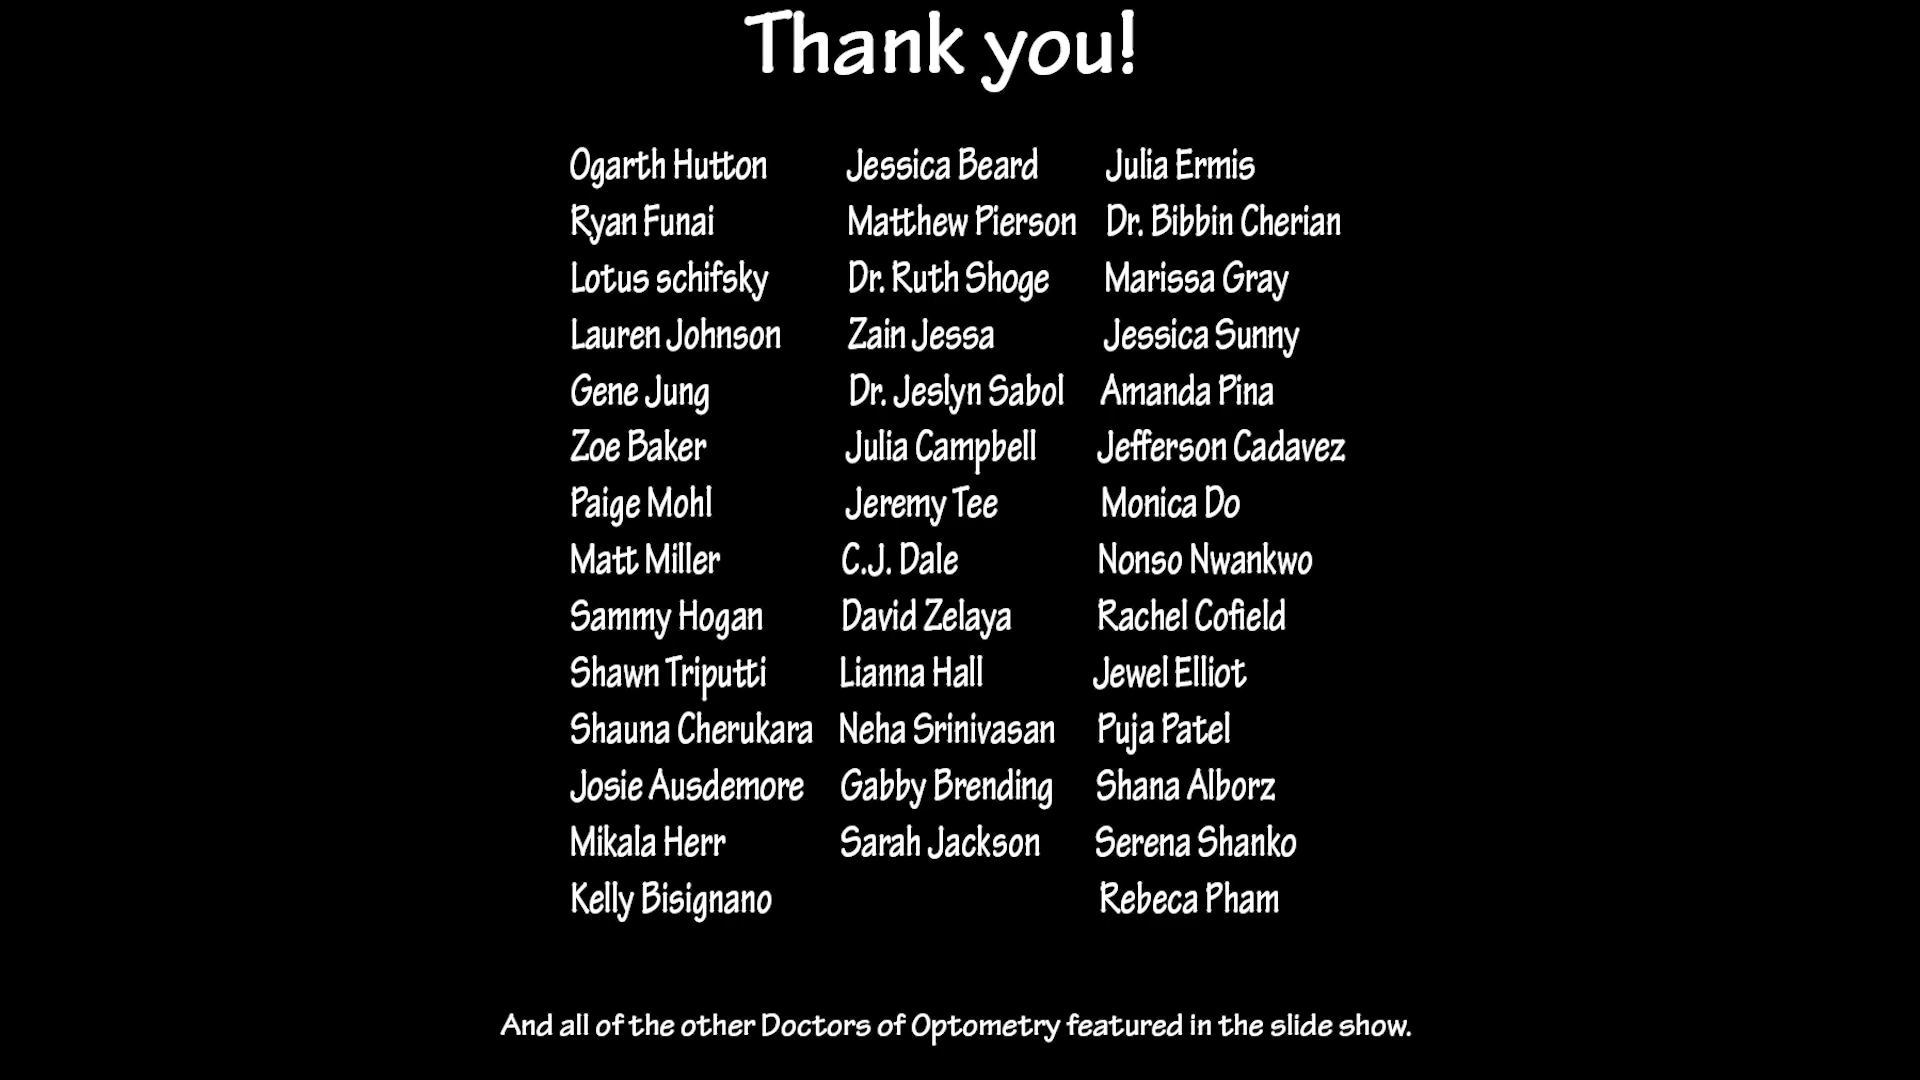 Thank you!
Ogarth Hutton Jessica Beard Julia Ermis
Ryan Funai Matthew Pierson Dr. Bibbin Cherian
Lotus schifsky Dr. Ruth Shoge Marissa Gray
Lauren Johnson Zain Jessa Jessica Sunny
Gene Jung Dr. Jeslyn Sabol Amanda Pina
Zoe Baker Julia Campbell Jefferson Cadavez
Paige Mohl Jeremy Tee Monica Do
Matt Miller C.J. Dale Nonso Nwankwo
Sammy Hogan David Zelaya Rachel Cofield
Shawn Triputti Lianna Hall Jewel Elliot
Shauna Cherukara Neha Srinivasan Puja Patel
Josie Ausdemore Gabby Brending Shana Alborz
Mikala Herr Sarah Jackson Serena Shanko
Kelly Bisignano Rebeca Pham
And all of the other Doctors of Optometry featured in the slide show.